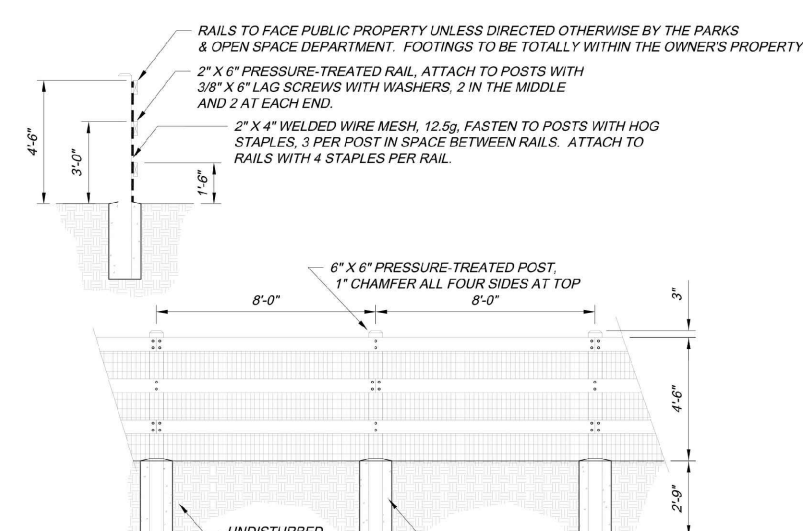 RAILS TO FACE PUBLIC PROPERTY UNLESS DIRECTED OTHERWISE BY THE PARKS
& OPEN SPACE DEPARTMENT. FOOTINGS TO BE TOTALLY WITHIN THE OWNER'S PROPERTY
2" X 6" PRESSURE-TREATED RAIL, ATTACH TO POSTS WITH
3/8" X 6" LAG SCREWS WITH WASHERS, 2 IN THE MIDDLE
AND 2 AT EACH END.
2" X 4" WELDED WIRE MESH, 12.5g, FASTEN TO POSTS WITH HOG
STAPLES, 3 PER POST IN SPACE BETWEEN RAILS. ATTACH TO
RAILS WITH 4 STAPLES PER RAIL.
4'-6"
3'-0"
1'-6"
6" X 6" PRESSURE-TREATED POST,
1" CHAMFER ALL FOUR SIDES AT TOP
8'-0"
8'-0"
3"
4'-6"
2'-9"
UNDISTURBED